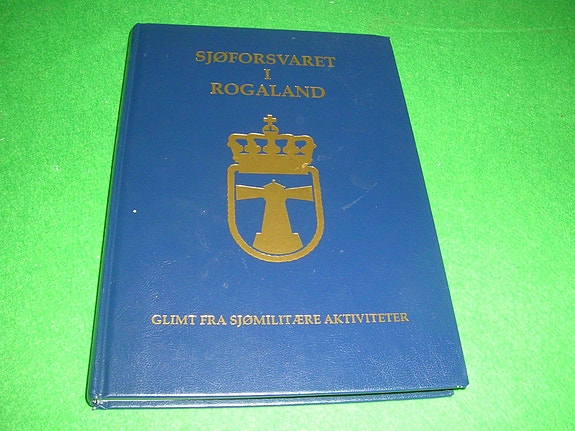 SJØFORSVARET
I
ROGALAND
GLIMT FRA SJØMILITÆRE AKTIVITETER